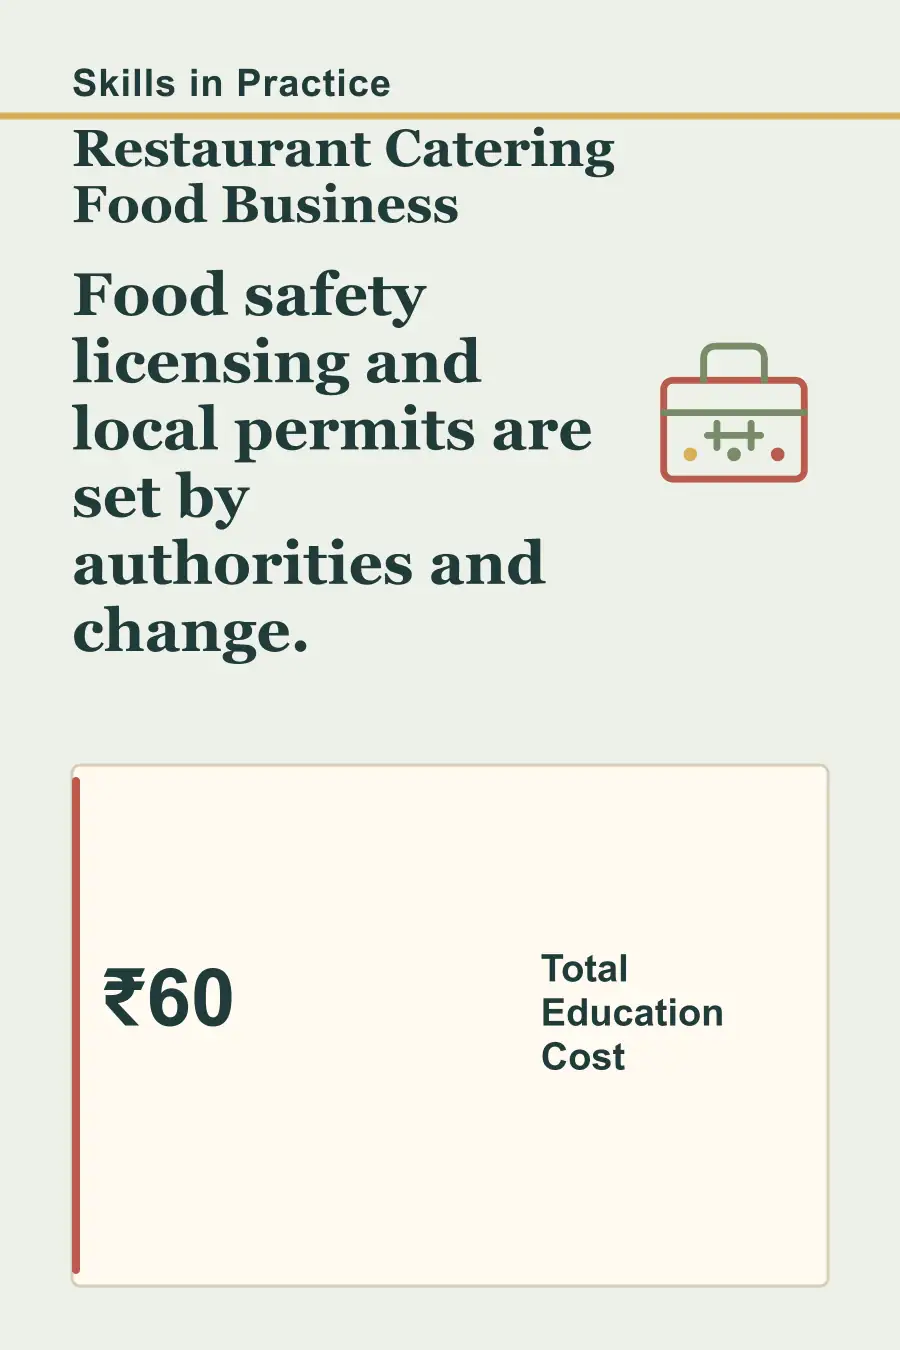 Skills in Practice
Restaurant Catering
Food Business
Food safety
licensing and
local permits are
set by
authorities and
change.
₹60
Total
Education
Cost